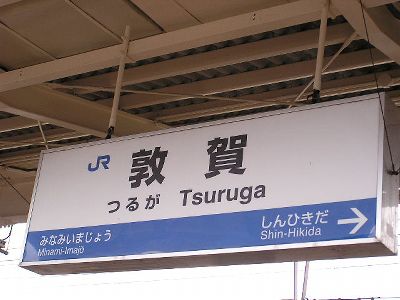 JR 敦賀
つるが Tsuruga
みなみいまじょう
Minami-Imajo
しんひきだ
Shin-Hikida